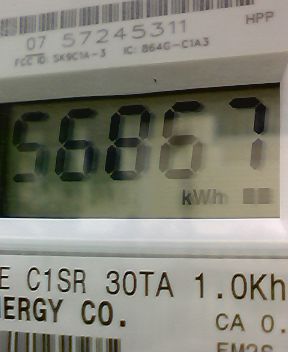 HPP
07 57245311
FCC ID: SK9C1A-3 IC: 864G-C1A3
56867
kWh
E C1SR 30TA 1.0Kh
NERGY CO.
CA 0.